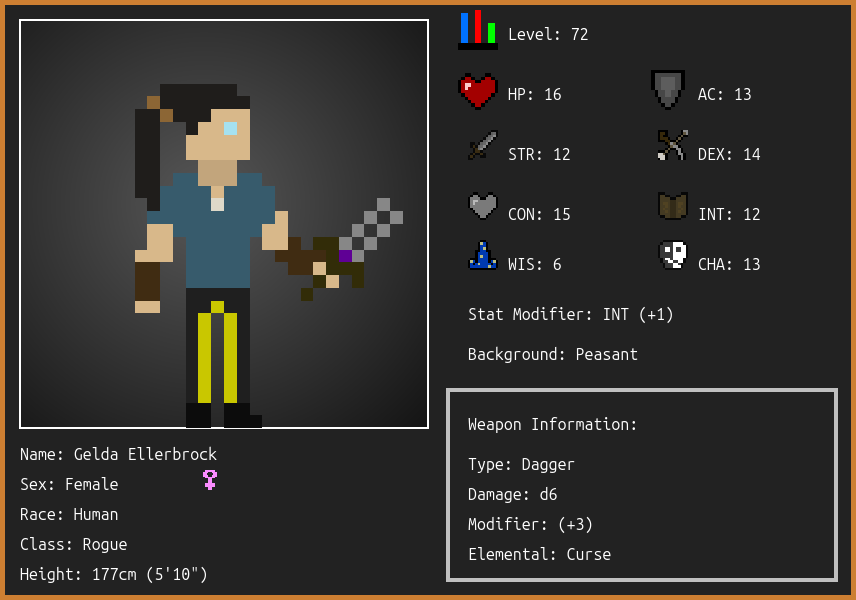 Level: 72
HP: 16
AC: 13
STR: 12
DEX: 14
CON: 15
INT: 12
WIS: 6
CHA: 13
Stat Modifier: INT (+1)
Background: Peasant
Weapon Information:
Type: Dagger
Damage: d6
Modifier: (+3)
Elemental: Curse
Name: Gelda Ellerbrock
Sex: Female
Race: Human
Class: Rogue
Height: 177cm (5'10")